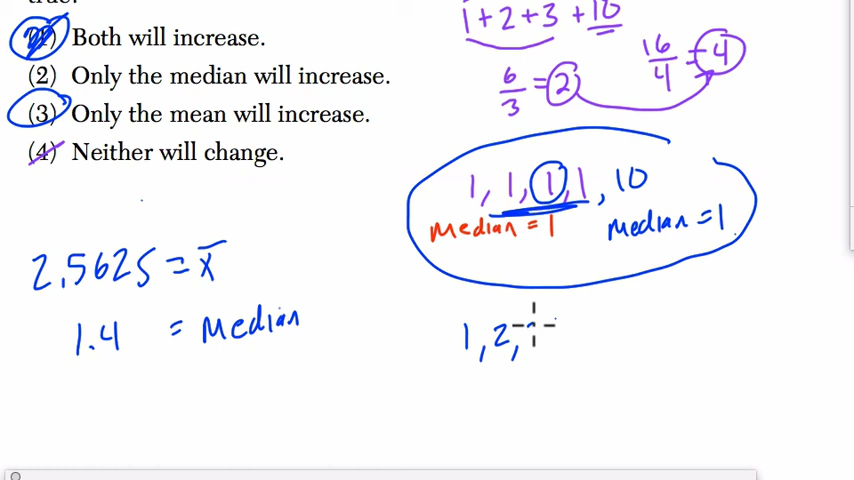 true.
(1) Both will increase.
(2) Only the median will increase.
(3) Only the mean will increase.
(4) Neither will change.
1+2+3+10
6/3 = 2
16/4 = 4
1, 1, 1, 1, 10
median = 1
median = 1
2.5625 = x̄
1.4 = median
1, 2,